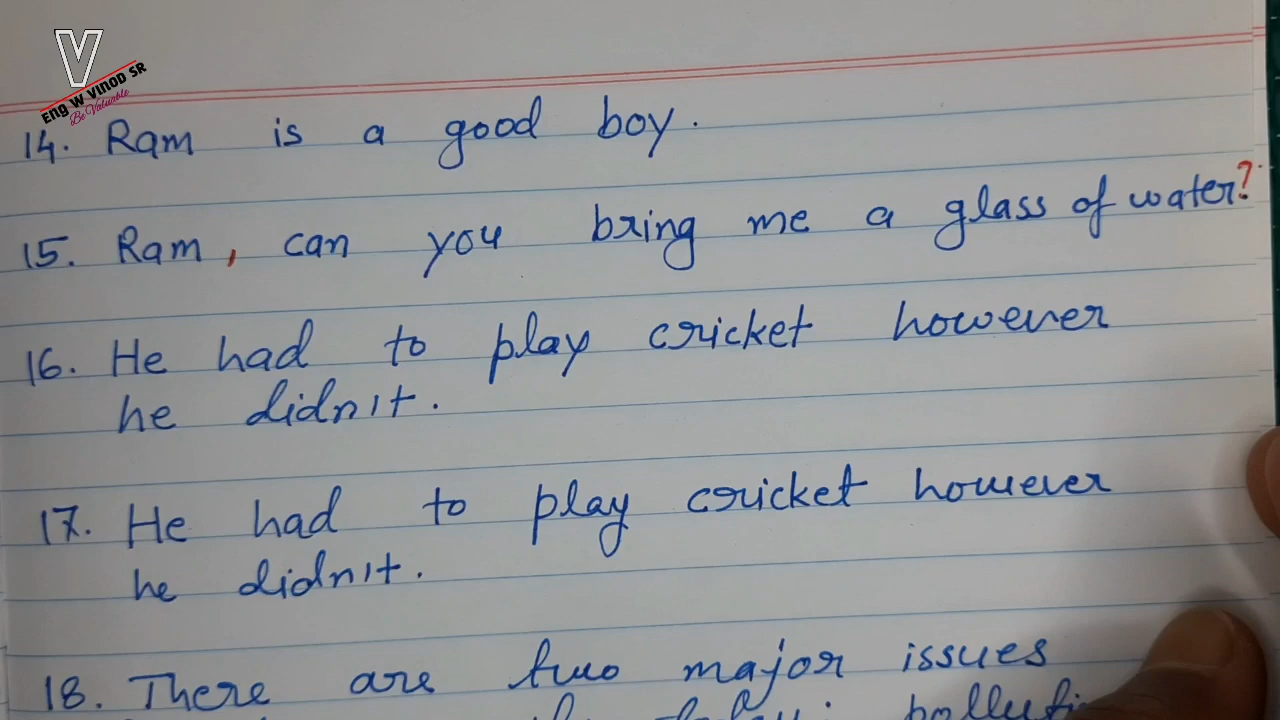 V
ENG W VINOD SR
Be Valuable
14. Ram is a good boy.
15. Ram, can you bring me a glass of water?
16. He had to play cricket however
he didn't.
17. He had to play cricket however
he didn't.
18. There are two major issues